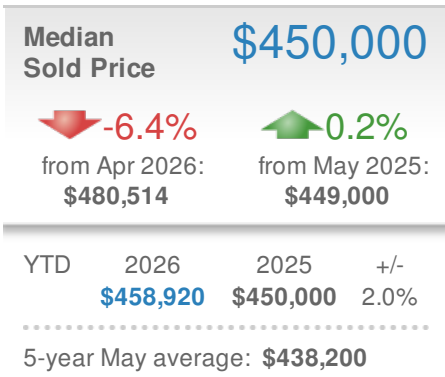 Median
Sold Price
$450,000
-6.4%
0.2%
from Apr 2026:
from May 2025:
$480,514
$449,000
YTD 2026 2025 +/-
$458,920 $450,000 2.0%
5-year May average: $438,200